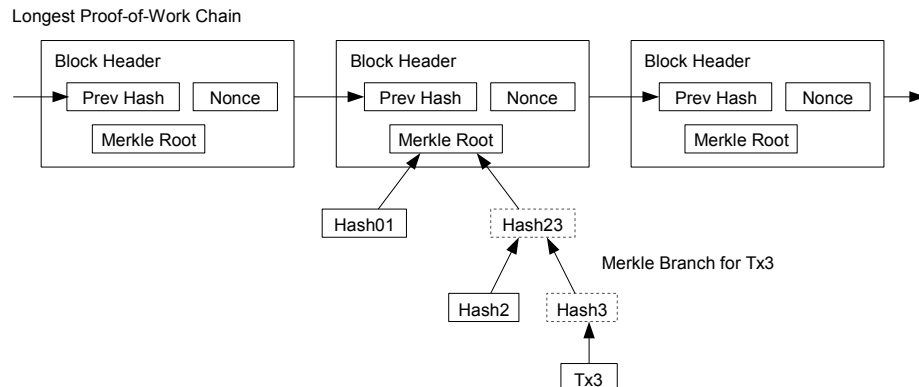 Longest Proof-of-Work Chain
Block Header
Block Header
Block Header
Prev Hash
Nonce
Prev Hash
Nonce
Prev Hash
Nonce
Merkle Root
Merkle Root
Merkle Root
Hash01
Hash23
Merkle Branch for Tx3
Hash2
Hash3
Tx3